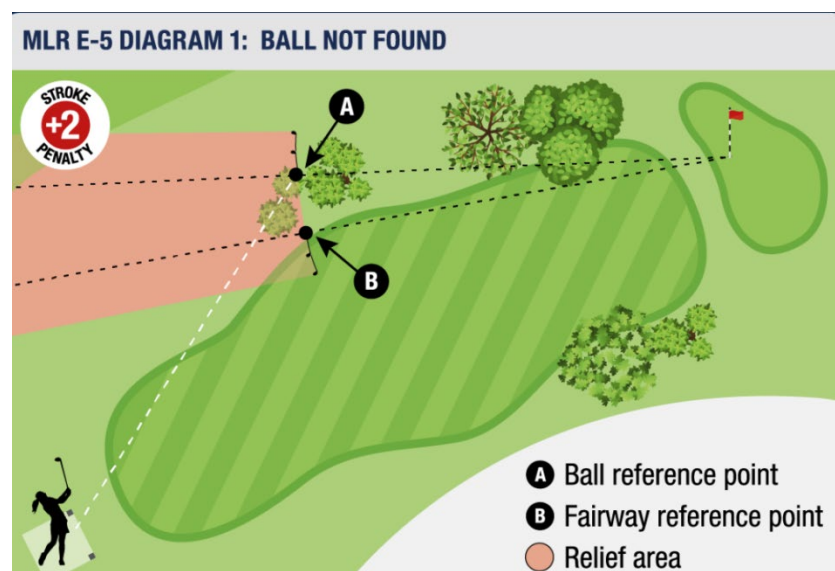 MLR E-5 DIAGRAM 1: BALL NOT FOUND
STROKE
+2
PENALTY
A
B
A Ball reference point
B Fairway reference point
Relief area